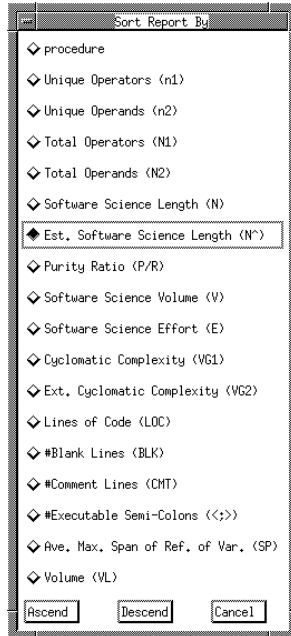 Sort Report By
procedure
Unique Operators (n1)
Unique Operands (n2)
Total Operators (N1)
Total Operands (N2)
Software Science Length (N)
Est. Software Science Length (N^)
Purity Ratio (P/R)
Software Science Volume (V)
Software Science Effort (E)
Cyclomatic Complexity (VG1)
Ext. Cyclomatic Complexity (VG2)
Lines of Code (LOC)
#Blank Lines (BLK)
#Comment Lines (CMT)
#Executable Semi-Colons (<;>)
Ave. Max. Span of Ref. of Var. (SP)
Volume (VL)
Ascend Descend Cancel